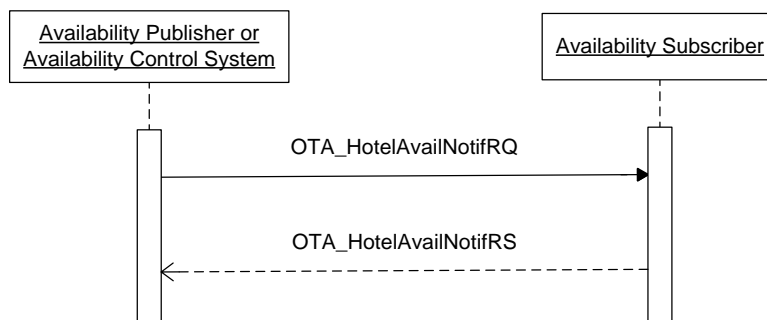 Availability Publisher or
Availability Control System
Availability Subscriber
OTA_HotelAvailNotifRQ
OTA_HotelAvailNotifRS